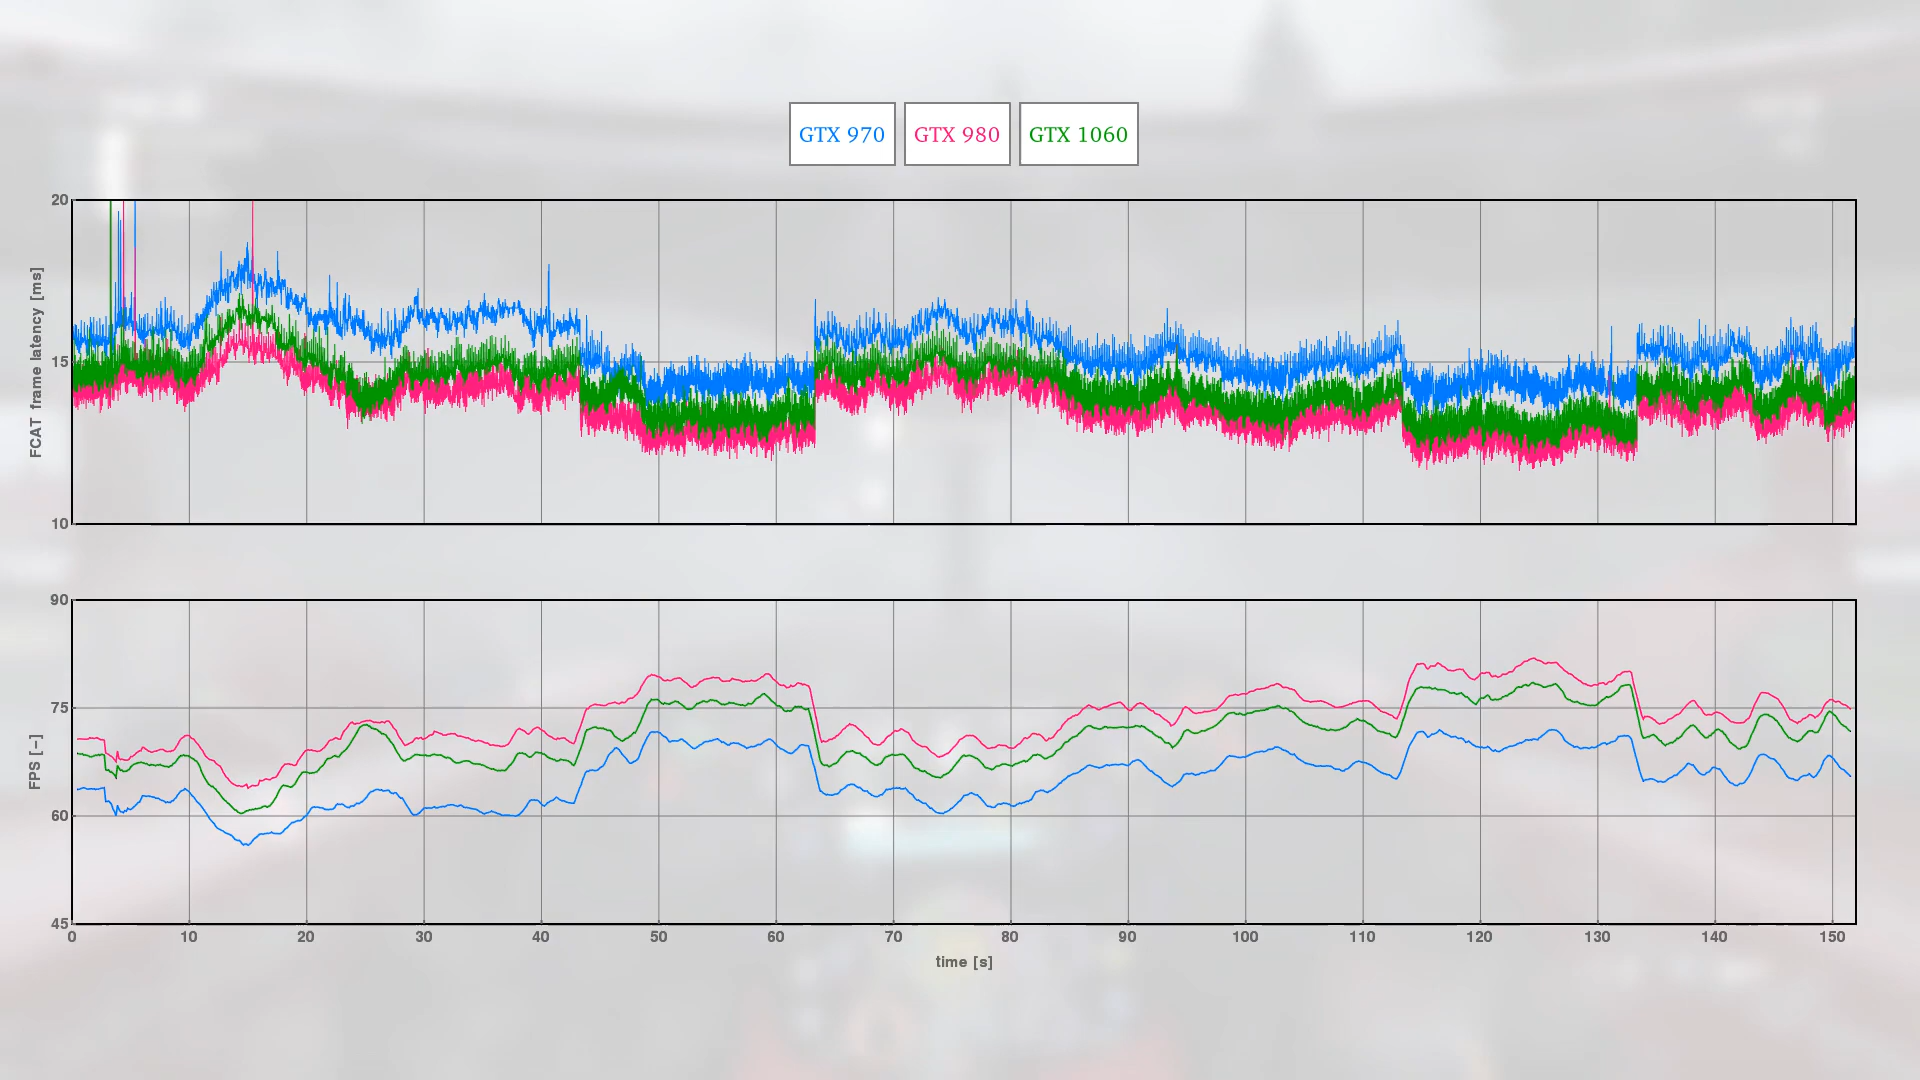 GTX 970 GTX 980 GTX 1060
20
15
10
FCAT frame latency [ms]
90
75
60
45
FPS [−]
0 10 20 30 40 50 60 70 80 90 100 110 120 130 140 150
time [s]